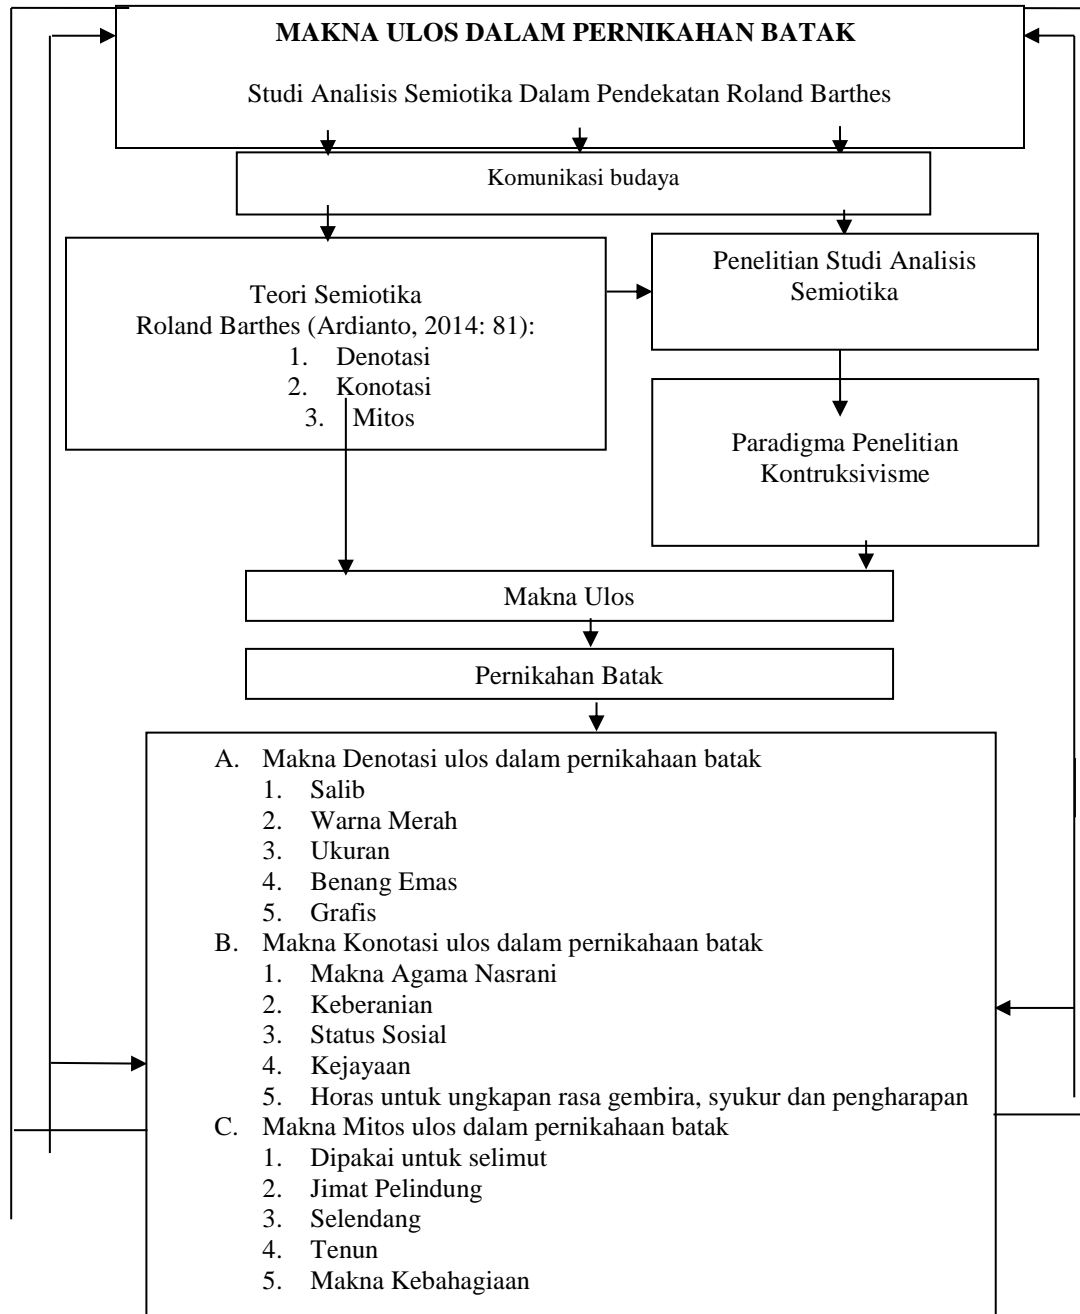 MAKNA ULOS DALAM PERNIKAHAN BATAK
Studi Analisis Semiotika Dalam Pendekatan Roland Barthes
Komunikasi budaya
Teori Semiotika
Roland Barthes (Ardianto, 2014: 81):
1. Denotasi
2. Konotasi
3. Mitos
Penelitian Studi Analisis
Semiotika
Paradigma Penelitian
Kontruksivisme
Makna Ulos
Pernikahan Batak
A. Makna Denotasi ulos dalam pernikahaan batak
1. Salib
2. Warna Merah
3. Ukuran
4. Benang Emas
5. Grafis
B. Makna Konotasi ulos dalam pernikahaan batak
1. Makna Agama Nasrani
2. Keberanian
3. Status Sosial
4. Kejayaan
5. Horas untuk ungkapan rasa gembira, syukur dan pengharapan
C. Makna Mitos ulos dalam pernikahaan batak
1. Dipakai untuk selimut
2. Jimat Pelindung
3. Selendang
4. Tenun
5. Makna Kebahagiaan